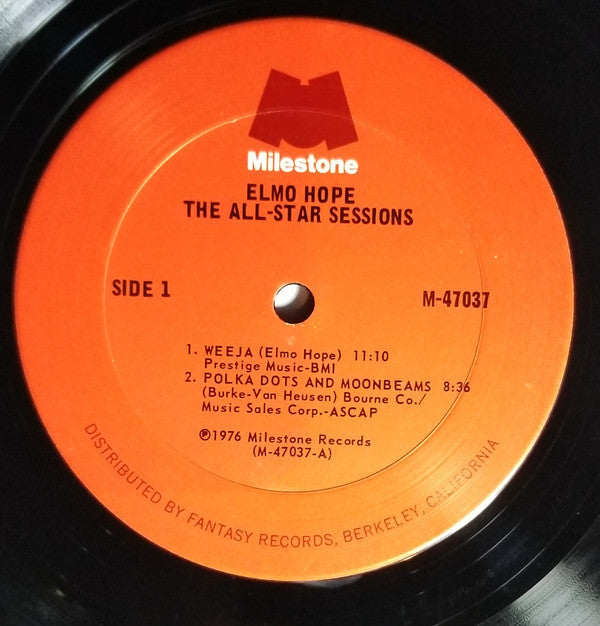 Milestone
ELMO HOPE
THE ALL-STAR SESSIONS
SIDE 1
M-47037
1. WEEJA (Elmo Hope) 11:10
Prestige Music-BMI
2. POLKA DOTS AND MOONBEAMS 8:36
(Burke-Van Heusen) Bourne Co./
Music Sales Corp.-ASCAP
℗1976 Milestone Records
(M-47037-A)
DISTRIBUTED BY FANTASY RECORDS, BERKELEY, CALIFORNIA